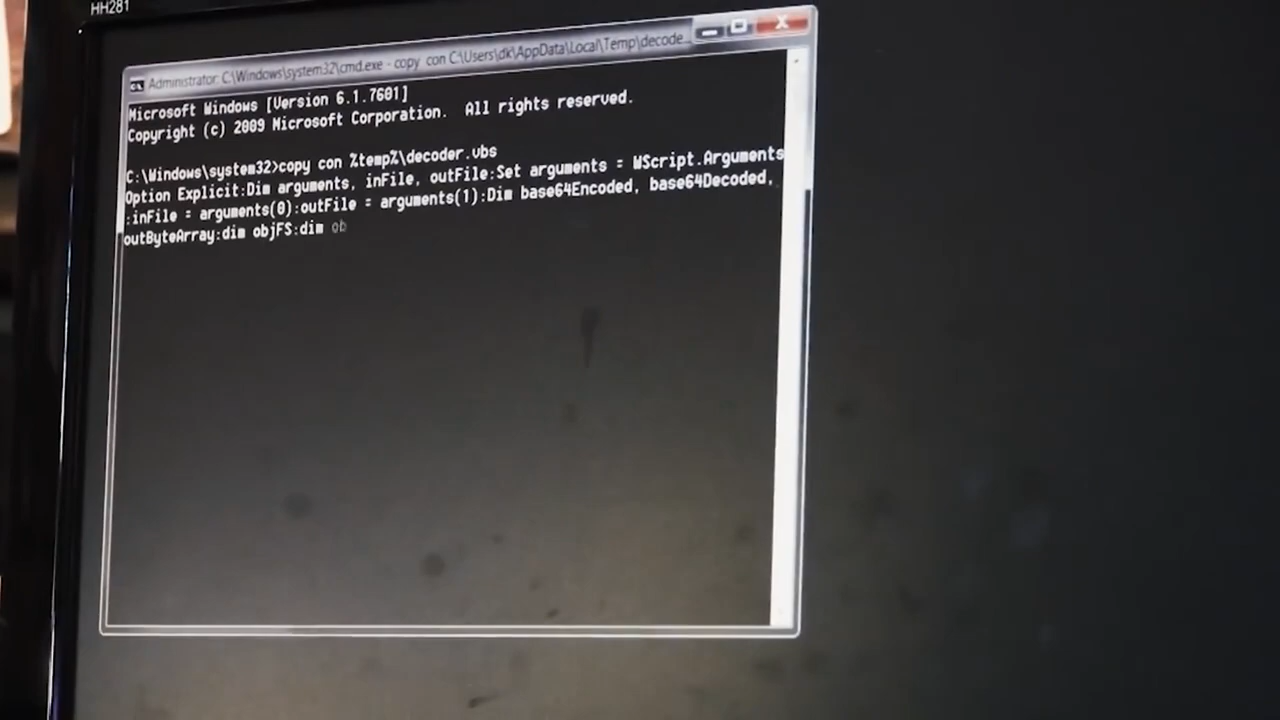 HH281
Administrator: C:\Windows\system32\cmd.exe - copy con C:\Users\dk\AppData\Local\Temp\decode...
Microsoft Windows [Version 6.1.7601]
Copyright (c) 2009 Microsoft Corporation. All rights reserved.
C:\Windows\system32>copy con %temp%\decoder.vbs
Option Explicit:Dim arguments, inFile, outFile:Set arguments = WScript.Arguments
:inFile = arguments(0):outFile = arguments(1):Dim base64Encoded, base64Decoded,
outByteArray:dim objFS:dim ob